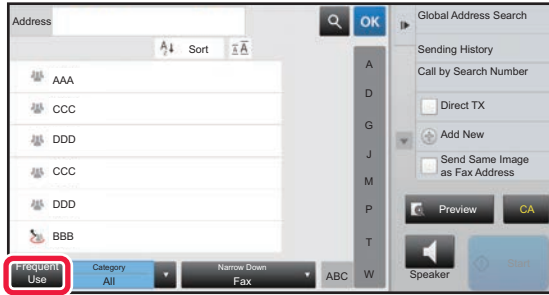 Address
OK
Sort
AAA
CCC
DDD
CCC
DDD
BBB
A
D
G
J
M
P
T
W
Frequent
Use
Category
All
Narrow Down
Fax
ABC
Global Address Search
Sending History
Call by Search Number
Direct TX
Add New
Send Same Image
as Fax Address
Preview
CA
Speaker
Start